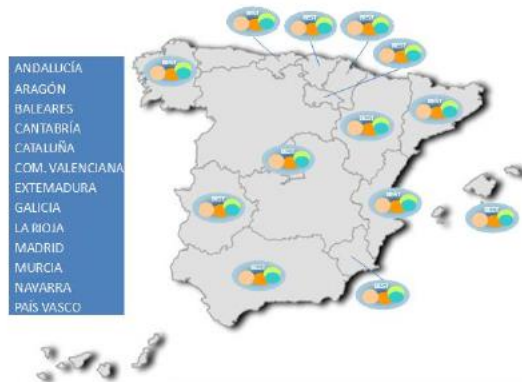 ANDALUCÍA
ARAGÓN
BALEARES
CANTABRÍA
CATALUÑA
COM. VALENCIANA
EXTEMADURA
GALICIA
LA RIOJA
MADRID
MURCIA
NAVARRA
PAÍS VASCO